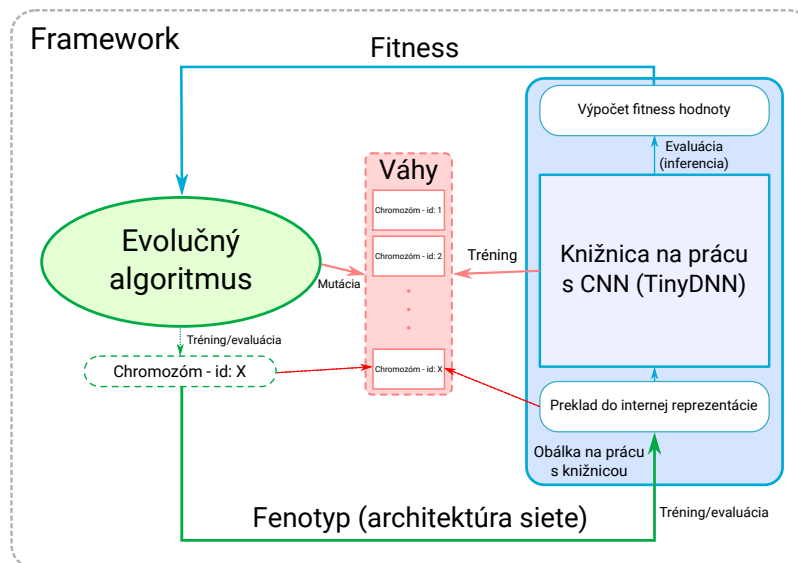 Framework
Fitness
Výpočet fitness hodnoty
Evaluácia
(inferencia)
Váhy
Chromozóm - id: 1
Chromozóm - id: 2
Evolučný
algoritmus
Mutácia
Tréning
Knižnica na prácu
s CNN (TinyDNN)
Tréning/evaluácia
Chromozóm - id: X
Chromozóm - id: X
Preklad do internej reprezentácie
Obálka na prácu
s knižnicou
Fenotyp (architektúra siete)
Tréning/evaluácia